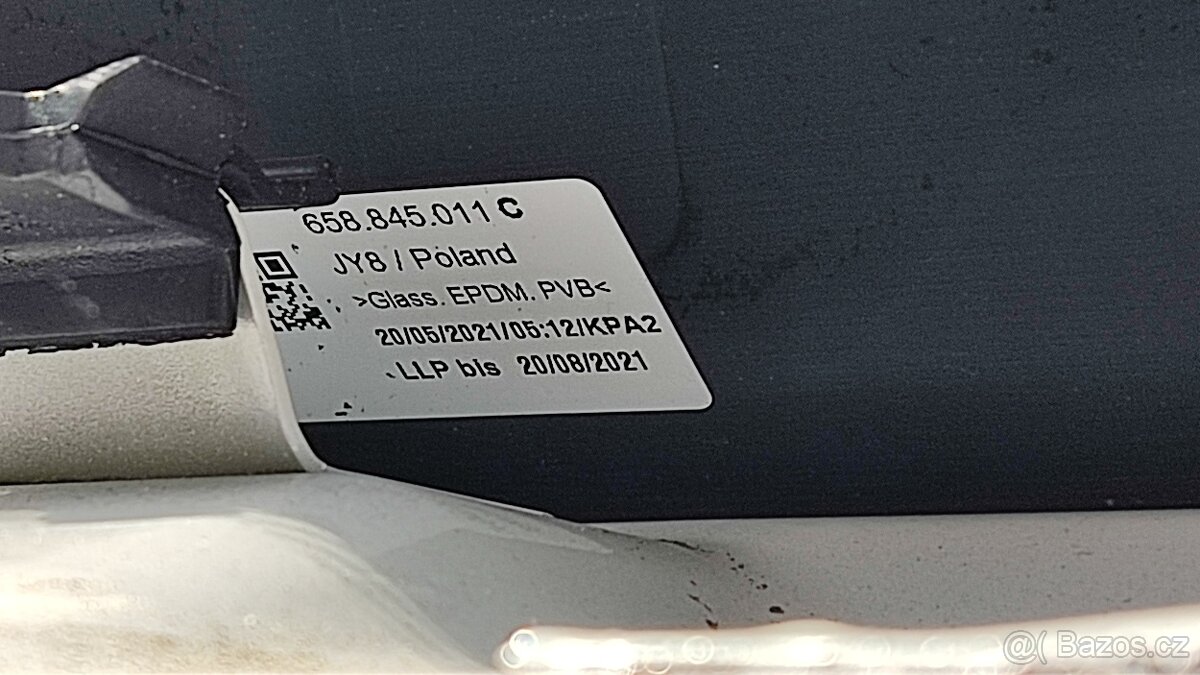 658.845.011 C
JY8 / Poland
>Glass. EPDM. PVB<
20/05/2021/05:12/KPA2
LLP bis 20/08/2021
@( Bazos.cz